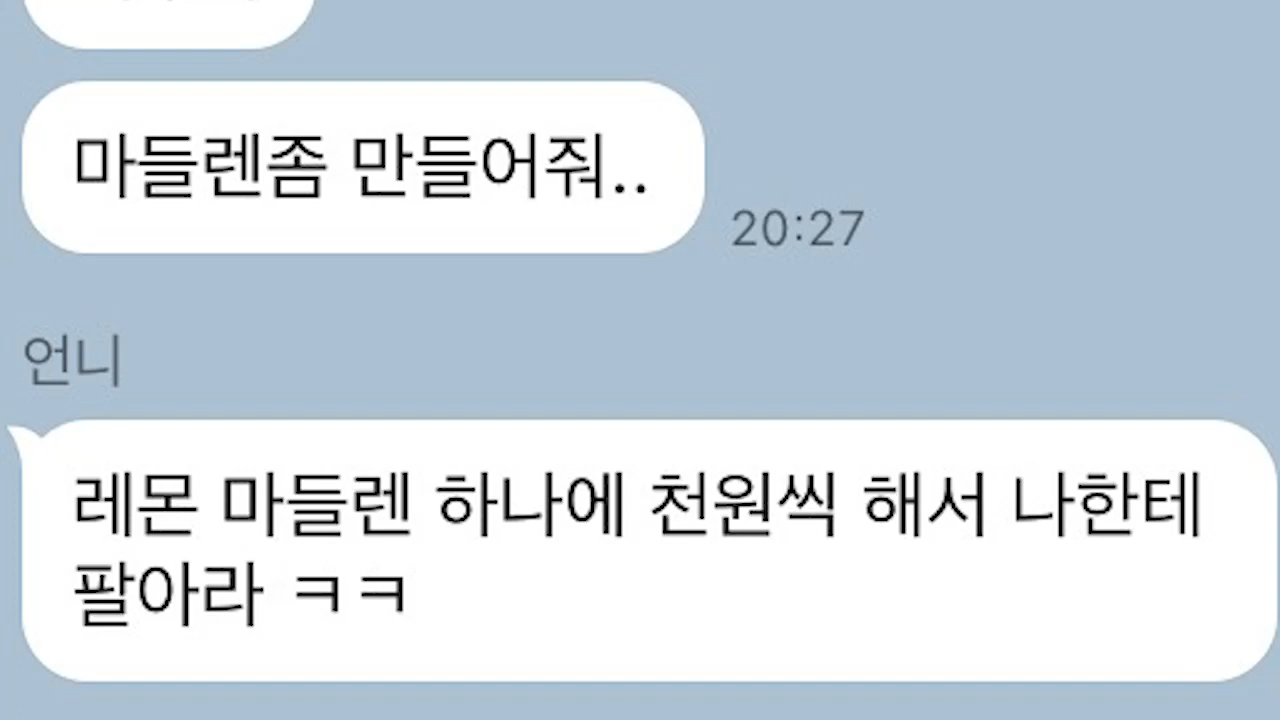 마들렌좀 만들어줘..
20:27
언니
레몬 마들렌 하나에 천원씩 해서 나한테
팔아라 ㅋㅋ